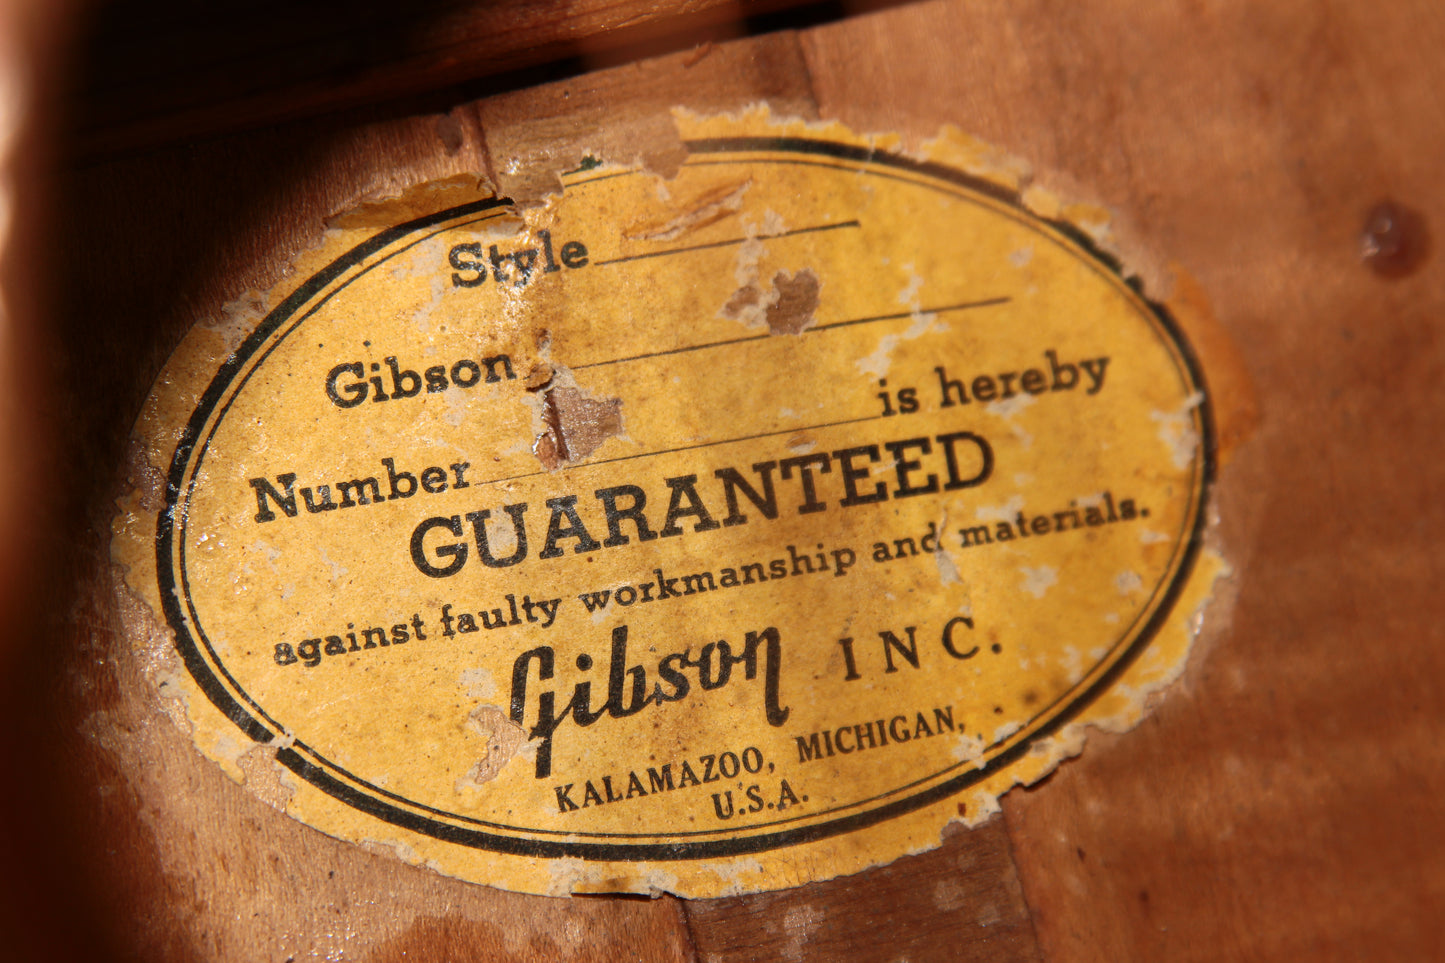 Style
Gibson
Number is hereby
GUARANTEED
against faulty workmanship and materials.
Gibson INC.
KALAMAZOO, MICHIGAN,
U.S.A.